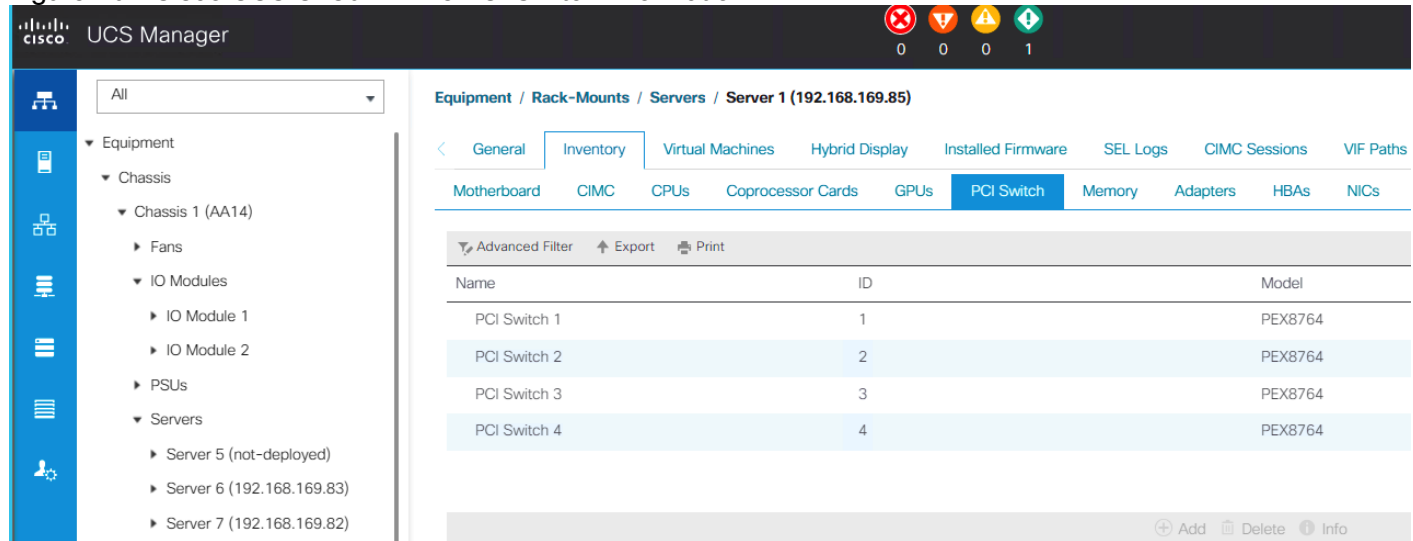 cisco. UCS Manager
0 0 0 1
All
Equipment / Rack-Mounts / Servers / Server 1 (192.168.169.85)
Equipment
General Inventory Virtual Machines Hybrid Display Installed Firmware SEL Logs CIMC Sessions VIF Paths
Chassis
Motherboard CIMC CPUs Coprocessor Cards GPUs PCI Switch Memory Adapters HBAs NICs
Chassis 1 (AA14)
Fans
Advanced Filter Export Print
IO Modules
Name ID Model
IO Module 1
PCI Switch 1 1 PEX8764
IO Module 2
PCI Switch 2 2 PEX8764
PSUs
PCI Switch 3 3 PEX8764
Servers
PCI Switch 4 4 PEX8764
Server 5 (not-deployed)
Server 6 (192.168.169.83)
Server 7 (192.168.169.82)
Add Delete Info